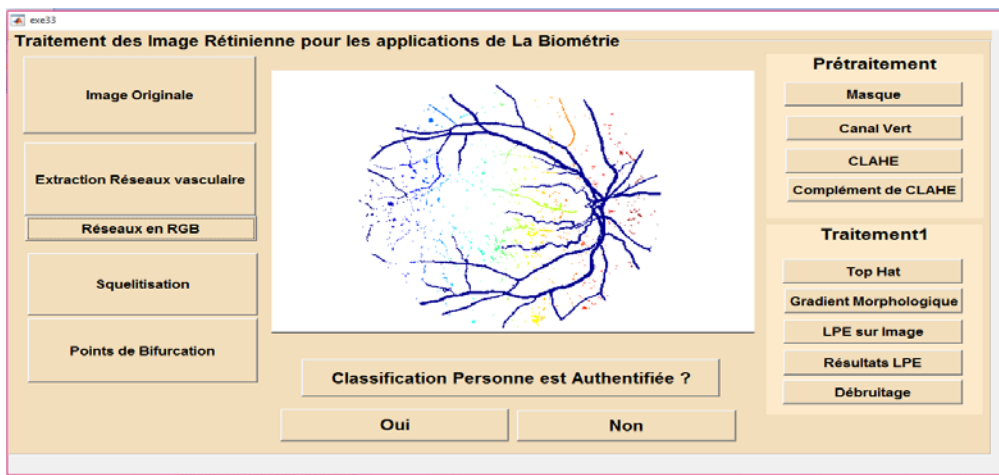 exe33
Traitement des Image Rétinienne pour les applications de La Biométrie
Image Originale
Extraction Réseaux vasculaire
Réseaux en RGB
Squelitisation
Points de Bifurcation
Classification Personne est Authentifiée ?
Oui
Non
Prétraitement
Masque
Canal Vert
CLAHE
Complément de CLAHE
Traitement1
Top Hat
Gradient Morphologique
LPE sur Image
Résultats LPE
Débruitage